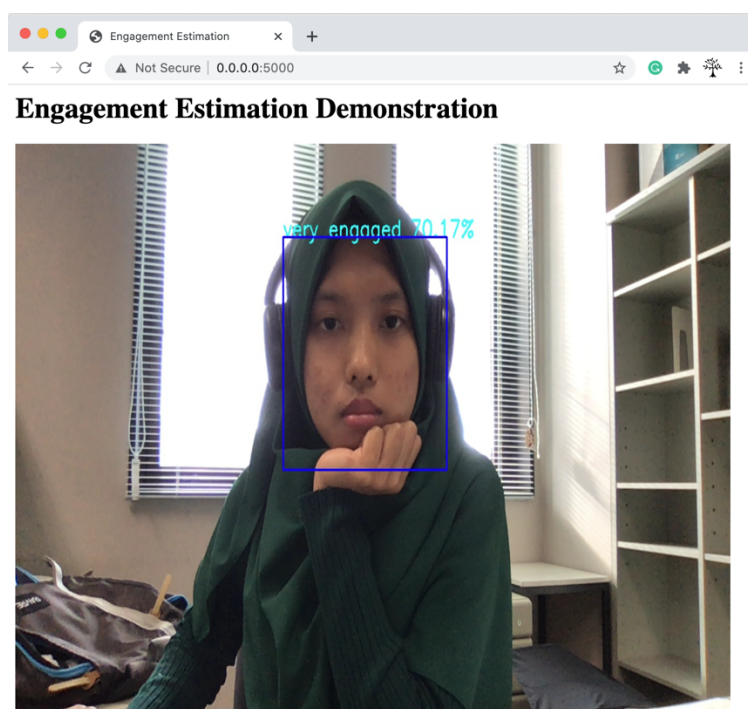 Engagement Estimation
Not Secure | 0.0.0.0:5000
Engagement Estimation Demonstration
very engaged 70.17%